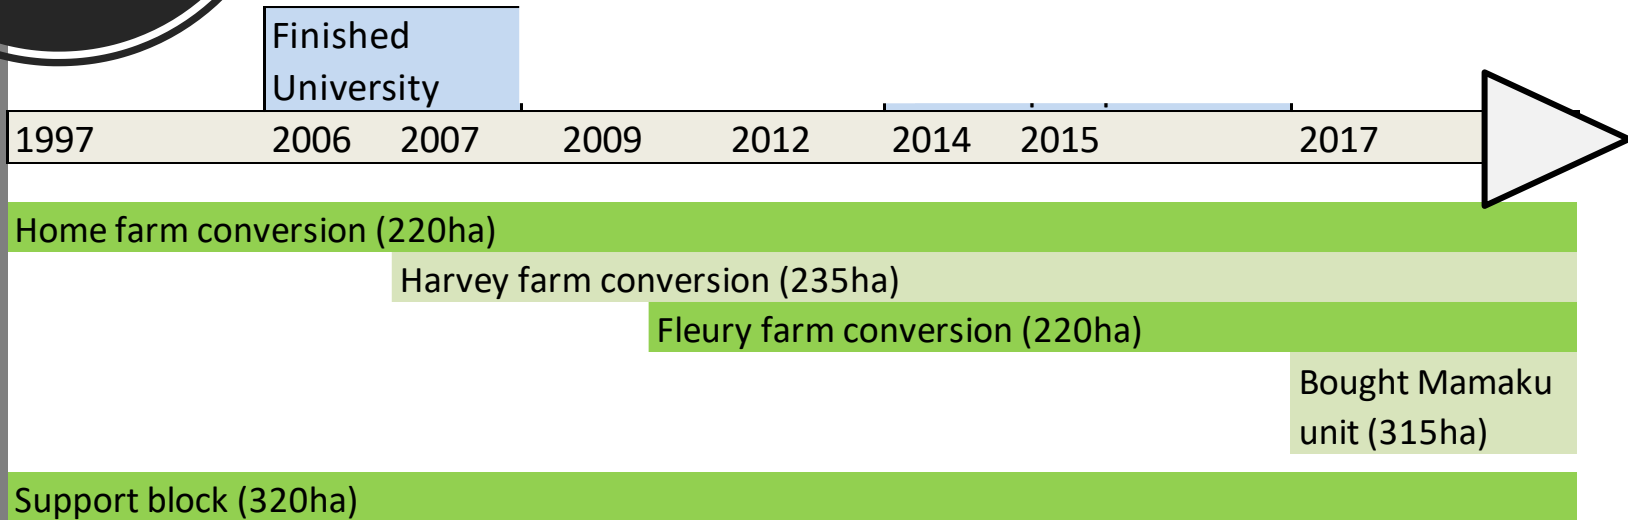 Finished
University
1997 2006 2007 2009 2012 2014 2015 2017
Home farm conversion (220ha)
Harvey farm conversion (235ha)
Fleury farm conversion (220ha)
Bought Mamaku
unit (315ha)
Support block (320ha)